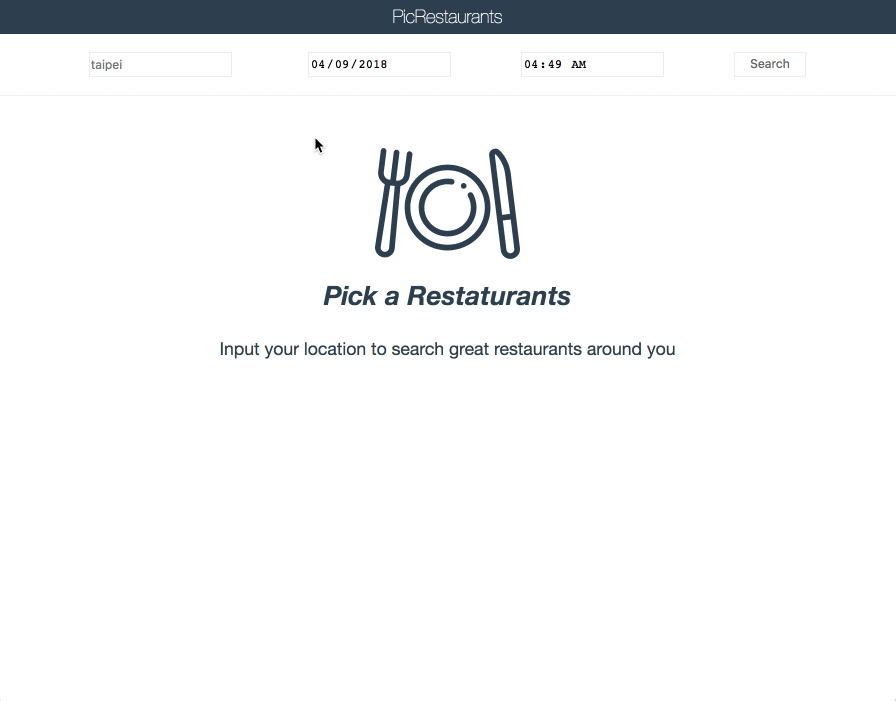 PicRestaurants
taipei 04/09/2018 04:49 AM Search
Pick a Restaturants
Input your location to search great restaurants around you